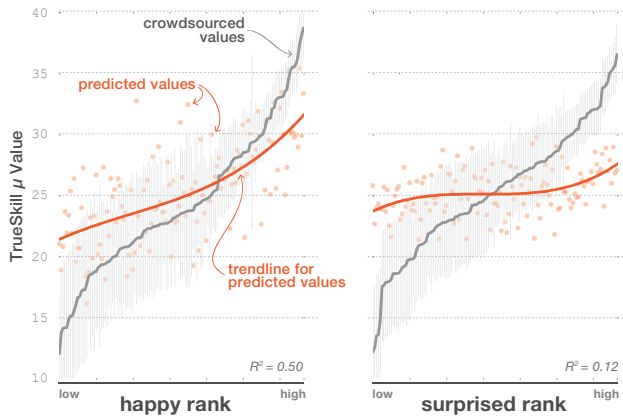 40
35
30
25
20
15
10
TrueSkill μ Value
crowdsourced
values
predicted values
trendline for
predicted values
R² = 0.50
low
high
happy rank
R² = 0.12
low
high
surprised rank